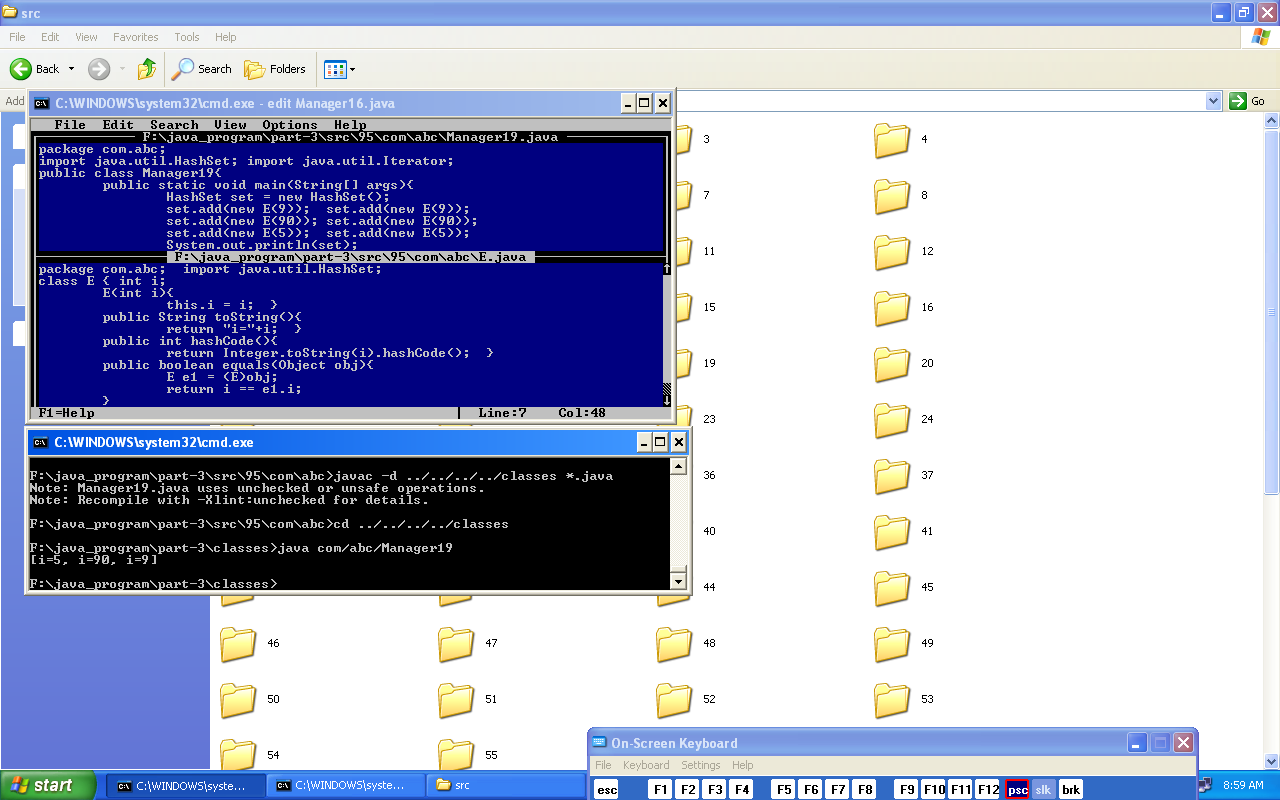 src
File Edit View Favorites Tools Help
Back Search Folders
Add Go
C:\WINDOWS\system32\cmd.exe - edit Manager16.java
File Edit Search View Options Help
F:\java_program\part-3\src\95\com\abc\Manager19.java
package com.abc;
import java.util.HashSet; import java.util.Iterator;
public class Manager19{
public static void main(String[] args){
HashSet set = new HashSet();
set.add(new E(9)); set.add(new E(9));
set.add(new E(90)); set.add(new E(90));
set.add(new E(5)); set.add(new E(5));
System.out.println(set);
F:\java_program\part-3\src\95\com\abc\E.java
package com.abc; import java.util.HashSet;
class E { int i;
E(int i){
this.i = i; }
public String toString(){
return "i="+i; }
public int hashCode(){
return Integer.toString(i).hashCode(); }
public boolean equals(Object obj){
E e1 = (E)obj;
return i == e1.i;
}
F1=Help Line:7 Col:48
C:\WINDOWS\system32\cmd.exe
F:\java_program\part-3\src\95\com\abc>javac -d ../../../../classes *.java
Note: Manager19.java uses unchecked or unsafe operations.
Note: Recompile with -Xlint:unchecked for details.
F:\java_program\part-3\src\95\com\abc>cd ../../../../classes
F:\java_program\part-3\classes>java com/abc/Manager19
[i=5, i=90, i=9]
F:\java_program\part-3\classes>
3 4
7 8
11 12
15 16
19 20
23 24
36 37
40 41
44 45
46 47 48 49
50 51 52 53
54 55
On-Screen Keyboard
File Keyboard Settings Help
esc F1 F2 F3 F4 F5 F6 F7 F8 F9 F10 F11 F12 psc slk brk
start C:\WINDOWS\syste... C:\WINDOWS\syste... src 8:59 AM